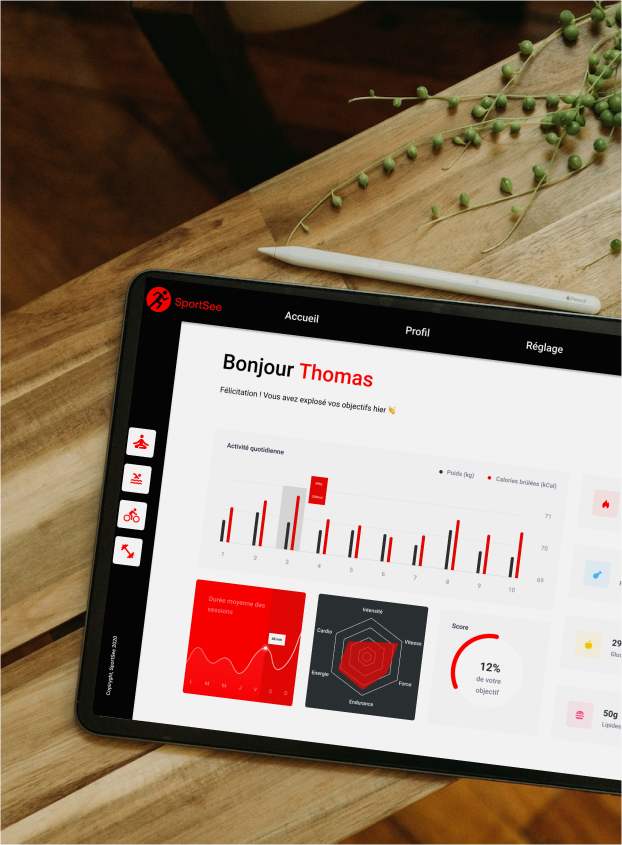 Pencil
SportSee
Accueil
Profil
Réglage
Bonjour Thomas
Félicitation ! Vous avez explosé vos objectifs hier 👏
Activité quotidienne
Poids (kg)
Calories brûlées (kCal)
71
70
69
1 2 3 4 5 6 7 8 9 10
Durée moyenne des
sessions
L M M J V S D
Intensité
Vitesse
Force
Endurance
Energie
Cardio
Score
12%
de votre
objectif
29
Gluc
50g
Lipides
Copiryght, SportSee 2020